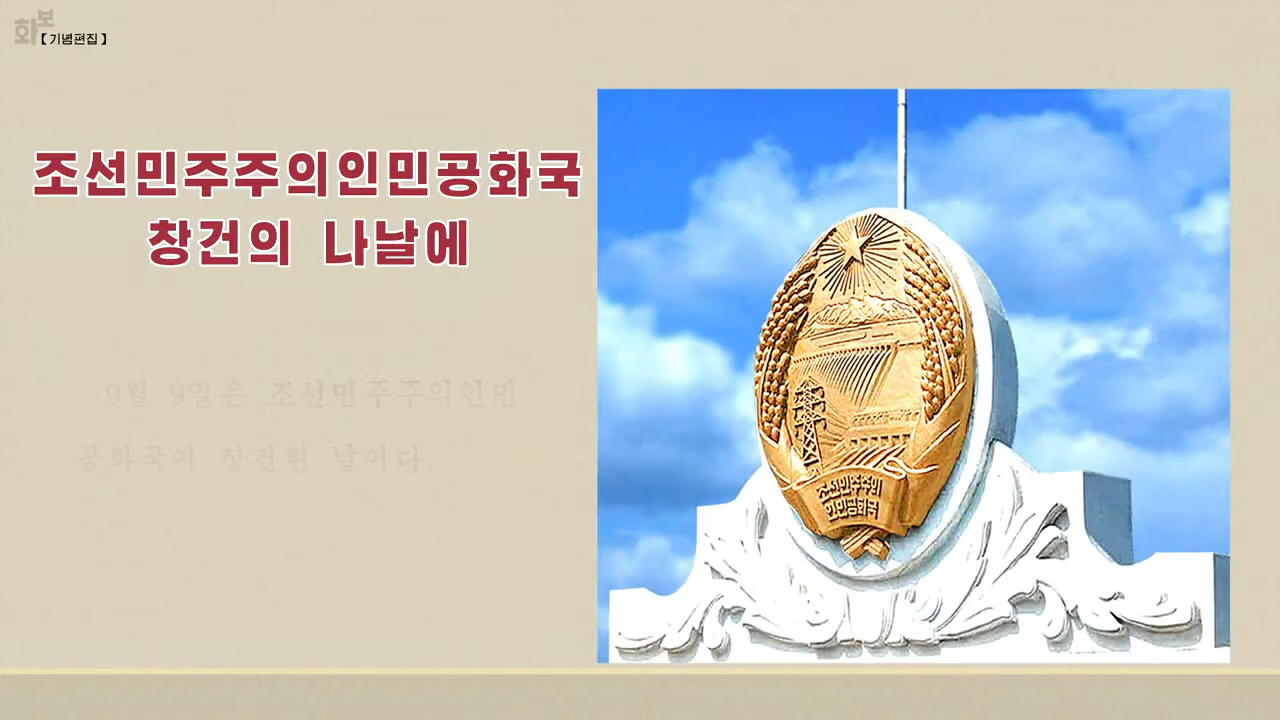 화보
【기념편집】
조선민주주의인민공화국
창건의 나날에
9월 9일은 조선민주주의인민
공화국이 창건된 날이다.
조선민주주의
인민공화국